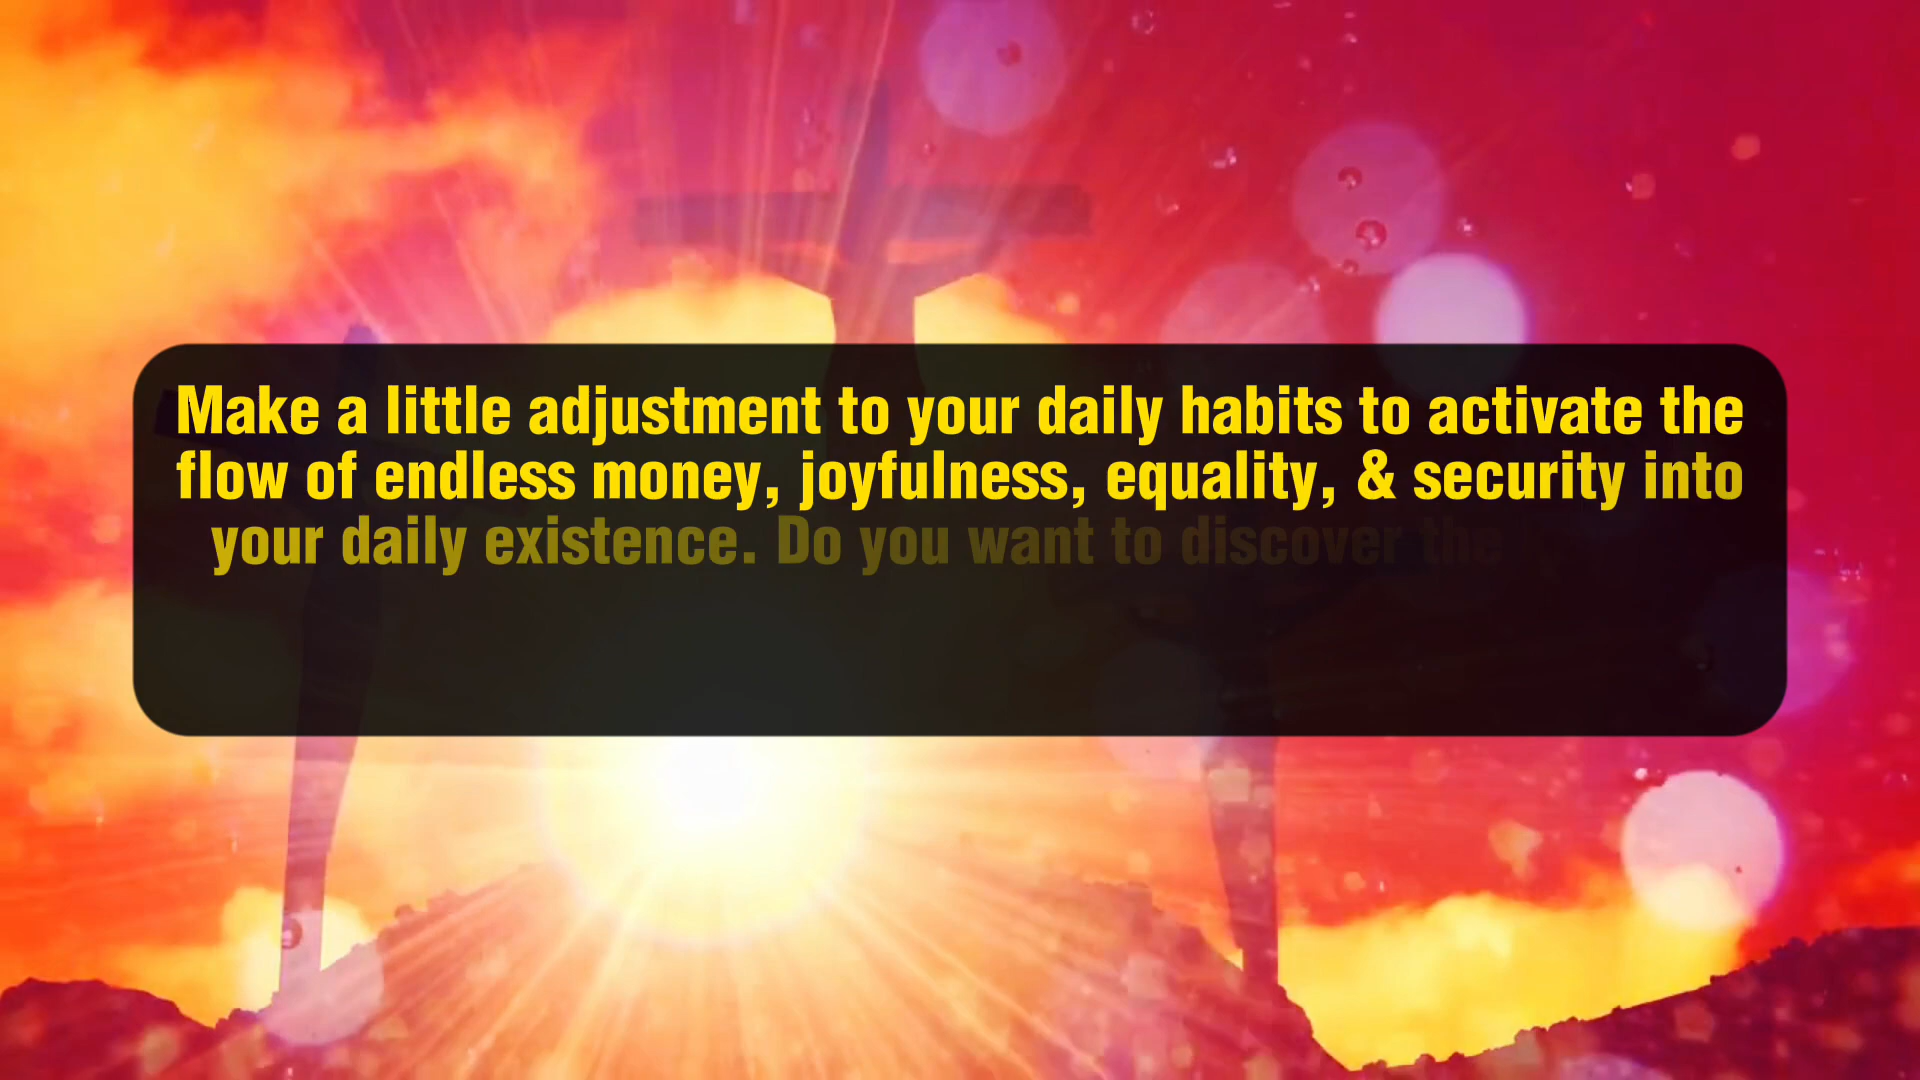 Make a little adjustment to your daily habits to activate the
flow of endless money, joyfulness, equality, & security into
your daily existence. Do you want to discover the